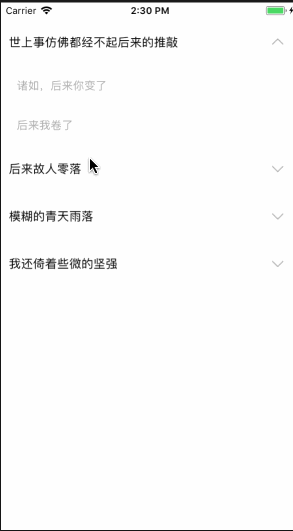 Carrier 2:30 PM
世上事仿佛都经不起后来的推敲
诸如，后来你变了
后来我卷了
后来故人零落
模糊的青天雨落
我还倚着些微的坚强